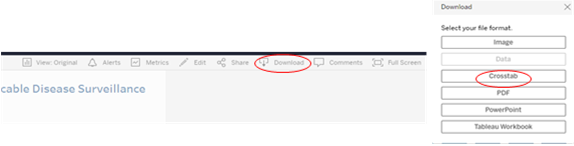 View: Original Alerts Metrics Edit Share Download Comments Full Screen
cable Disease Surveillance
Download
Select your file format.
Image
Data
Crosstab
PDF
PowerPoint
Tableau Workbook